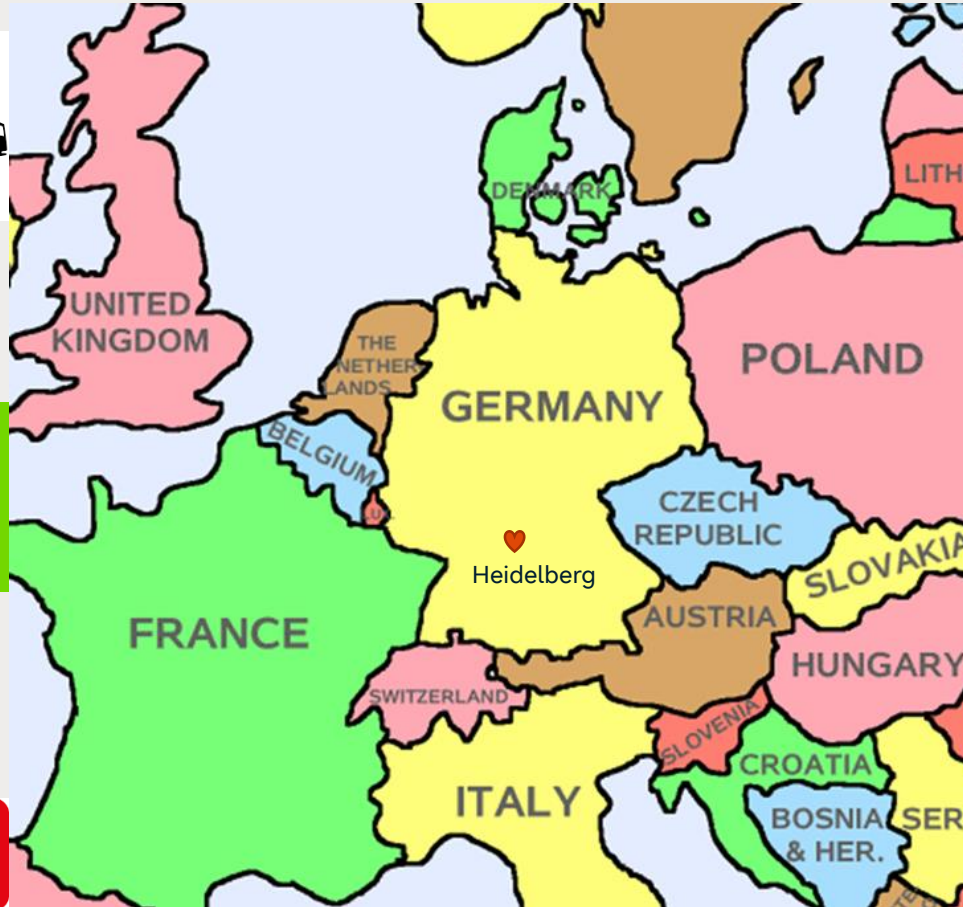 DENMARK
LITH
UNITED
KINGDOM
THE
NETHER
LANDS
POLAND
GERMANY
BELGIUM
LUX.
CZECH
REPUBLIC
Heidelberg
SLOVAKIA
FRANCE
AUSTRIA
HUNGARY
SWITZERLAND
SLOVENIA
CROATIA
ITALY
BOSNIA
& HER.
SER